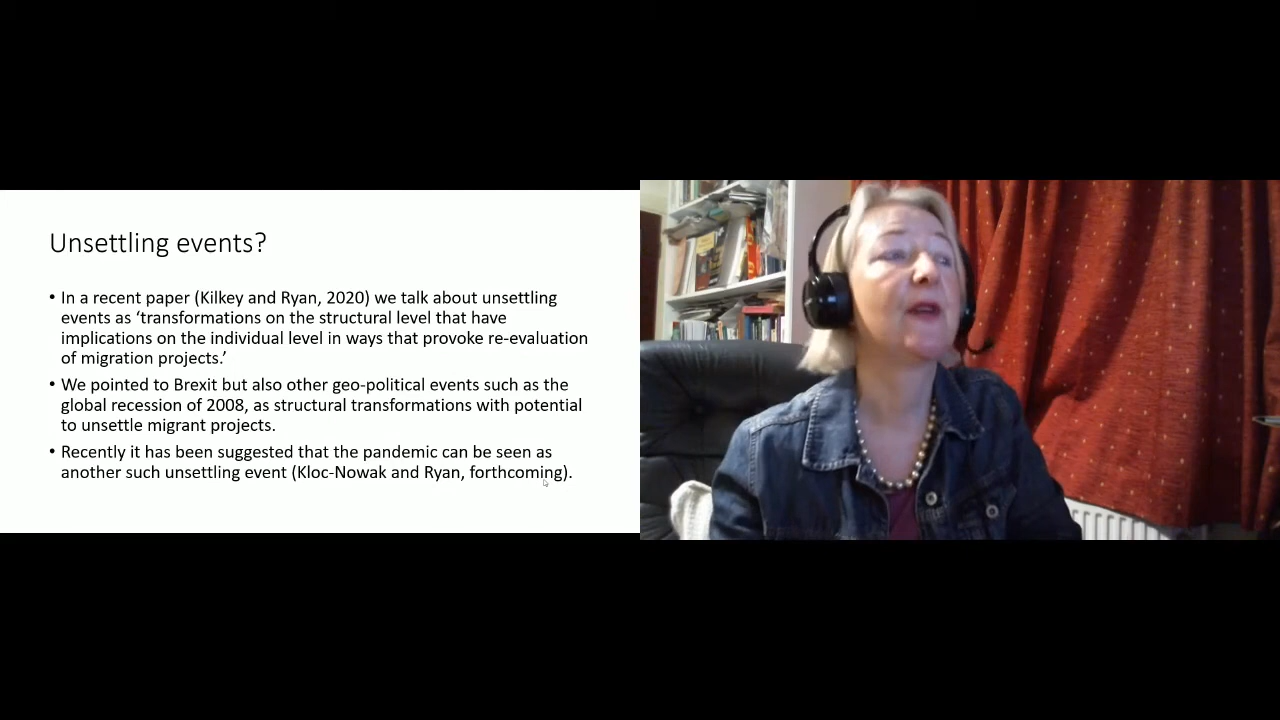 Unsettling events?
• In a recent paper (Kilkey and Ryan, 2020) we talk about unsettling
events as ‘transformations on the structural level that have
implications on the individual level in ways that provoke re-evaluation
of migration projects.’
• We pointed to Brexit but also other geo-political events such as the
global recession of 2008, as structural transformations with potential
to unsettle migrant projects.
• Recently it has been suggested that the pandemic can be seen as
another such unsettling event (Kloc-Nowak and Ryan, forthcoming).